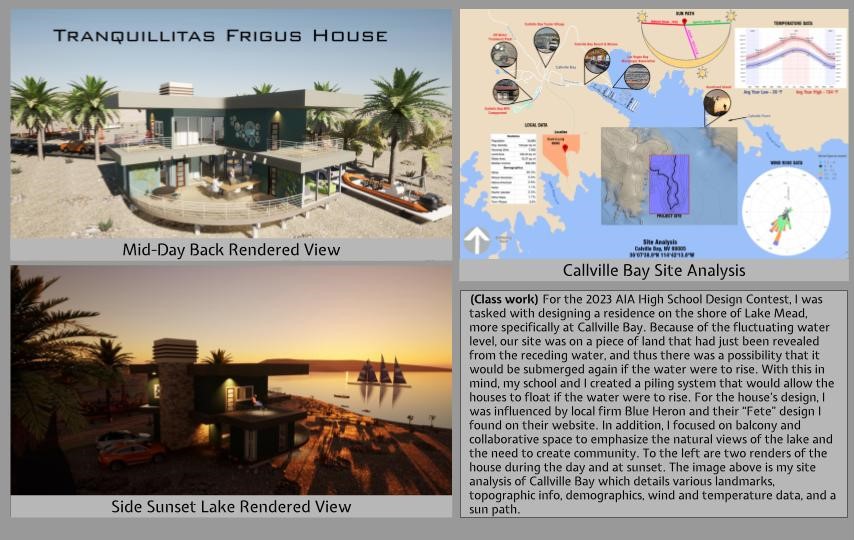 TRANQUILLITAS FRIGUS HOUSE
Mid-Day Back Rendered View
Side Sunset Lake Rendered View
SUN PATH
TEMPERATURE DATA
Callville Bay
LOCAL DATA
Location
PROJECT SITE
WIND ROSE DATA
Site Analysis
Callville Bay, NV 89005
Callville Bay Site Analysis
(Class work) For the 2023 AIA High School Design Contest, I was
tasked with designing a residence on the shore of Lake Mead,
more specifically at Callville Bay. Because of the fluctuating water
level, our site was on a piece of land that had just been revealed
from the receding water, and thus there was a possibility that it
would be submerged again if the water were to rise. With this in
mind, my school and I created a piling system that would allow the
houses to float if the water were to rise. For the house's design, I
was influenced by local firm Blue Heron and their "Fete" design I
found on their website. In addition, I focused on balcony and
collaborative space to emphasize the natural views of the lake and
the need to create community. To the left are two renders of the
house during the day and at sunset. The image above is my site
analysis of Callville Bay which details various landmarks,
topographic info, demographics, wind and temperature data, and a
sun path.